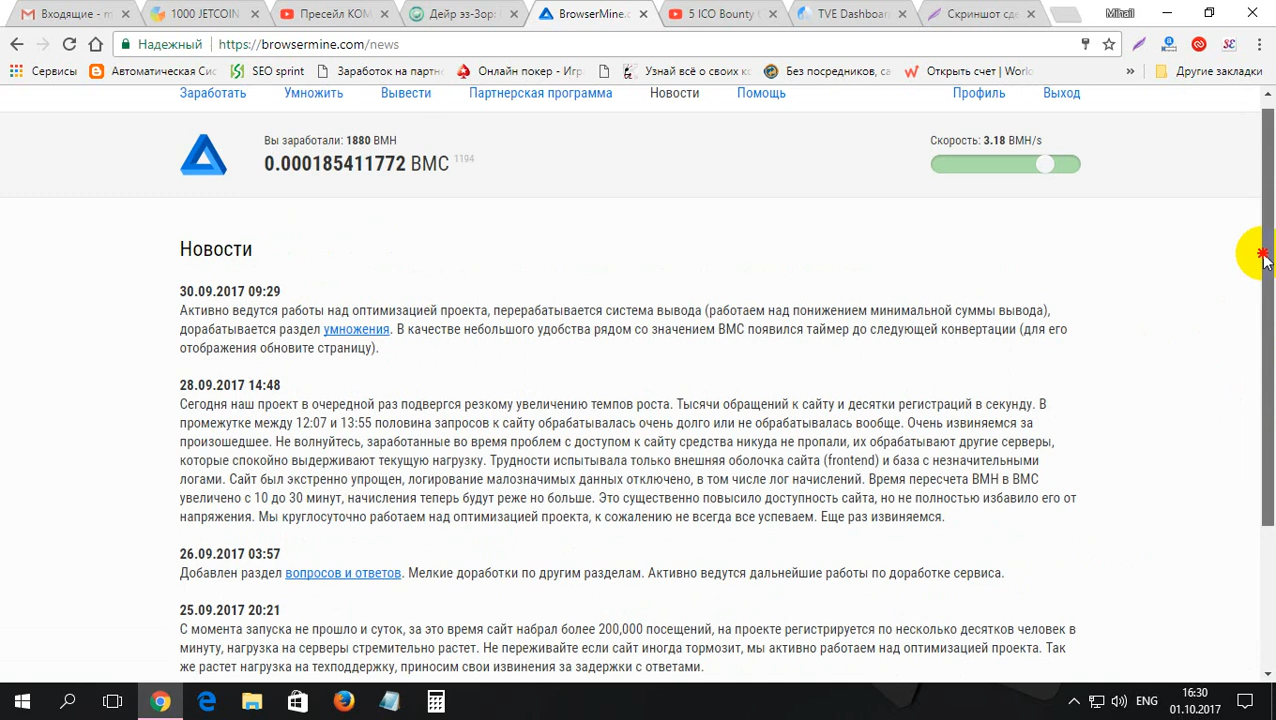 Входящие - m
1000 JETCOIN
Пресейл КОМ
Дейр эз-Зор:
BrowserMine.c
5 ICO Bounty
TVE Dashboar
Скриншот сде
Mihail
Надежный
https://browsermine.com/news
Сервисы
Автоматическая Сис
SEO sprint
Заработок на партне
Онлайн покер - Игра
Узнай всё о своих ко
Без посредников, са
Открыть счет | Worl
»
Другие закладки
Заработать
Умножить
Вывести
Партнерская программа
Новости
Помощь
Профиль
Выход
Вы заработали: 1880 BMH
Скорость: 3.18 BMH/s
0.000185411772 BMC 1194
Новости
30.09.2017 09:29
Активно ведутся работы над оптимизацией проекта, перерабатывается система вывода (работаем над понижением минимальной суммы вывода),
дорабатывается раздел умножения. В качестве небольшого удобства рядом со значением BMC появился таймер до следующей конвертации (для его
отображения обновите страницу).
28.09.2017 14:48
Сегодня наш проект в очередной раз подвергся резкому увеличению темпов роста. Тысячи обращений к сайту и десятки регистраций в секунду. В
промежутке между 12:07 и 13:55 половина запросов к сайту обрабатывалась очень долго или не обрабатывалась вообще. Очень извиняемся за
произошедшее. Не волнуйтесь, заработанные во время проблем с доступом к сайту средства никуда не пропали, их обрабатывают другие серверы,
которые спокойно выдерживают текущую нагрузку. Трудности испытывала только внешняя оболочка сайта (frontend) и база с незначительными
логами. Сайт был экстренно упрощен, логирование малозначимых данных отключено, в том числе лог начислений. Время пересчета BMH в BMC
увеличено с 10 до 30 минут, начисления теперь будут реже но больше. Это существенно повысило доступность сайта, но не полностью избавило его от
напряжения. Мы круглосуточно работаем над оптимизацией проекта, к сожалению не всегда все успеваем. Еще раз извиняемся.
26.09.2017 03:57
Добавлен раздел вопросов и ответов. Мелкие доработки по другим разделам. Активно ведутся дальнейшие работы по доработке сервиса.
25.09.2017 20:21
С момента запуска не прошло и суток, за это время сайт набрал более 200,000 посещений, на проекте регистрируется по несколько десятков человек в
минуту, нагрузка на серверы стремительно растет. Не переживайте если сайт иногда тормозит, мы активно работаем над оптимизацией проекта. Так
же растет нагрузка на техподдержку, приносим свои извинения за задержки с ответами.
ENG
16:30
01.10.2017